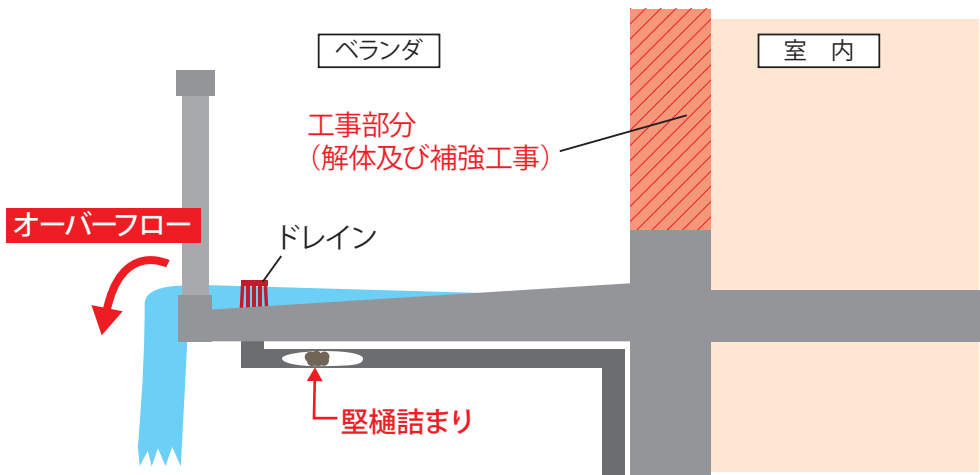 ベランダ
室　内
工事部分
（解体及び補強工事）
オーバーフロー
ドレイン
竪樋詰まり